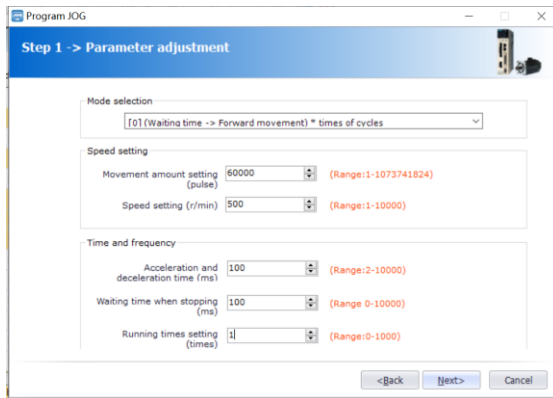 Program JOG
Step 1 -> Parameter adjustment
Mode selection
[0] (Waiting time -> Forward movement) * times of cycles
Speed setting
Movement amount setting (pulse) 60000 (Range:1-1073741824)
Speed setting (r/min) 500 (Range:1-10000)
Time and frequency
Acceleration and deceleration time (ms) 100 (Range:2-10000)
Waiting time when stopping (ms) 100 (Range 0-10000)
Running times setting (times) 1 (Range:0-1000)
<Back Next> Cancel